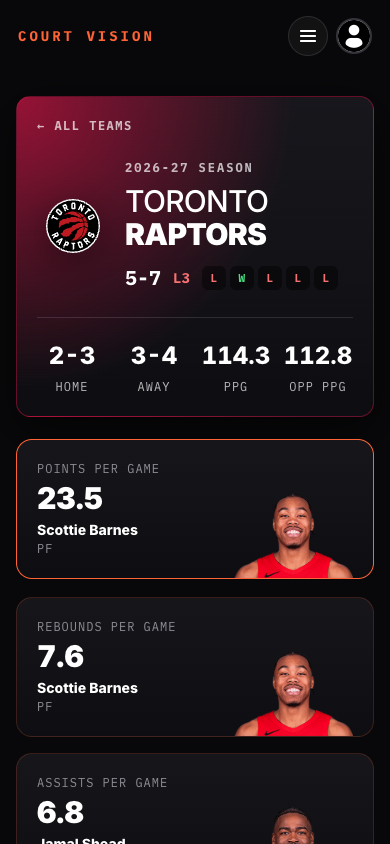 COURT VISION
← ALL TEAMS
2026-27 SEASON
TORONTO
RAPTORS
TORONTO
RAPTORS
5-7 L3 L W L L L
2-3 3-4 114.3 112.8
HOME AWAY PPG OPP PPG
POINTS PER GAME
23.5
Scottie Barnes
PF
REBOUNDS PER GAME
7.6
Scottie Barnes
PF
ASSISTS PER GAME
6.8
Jamal Shead